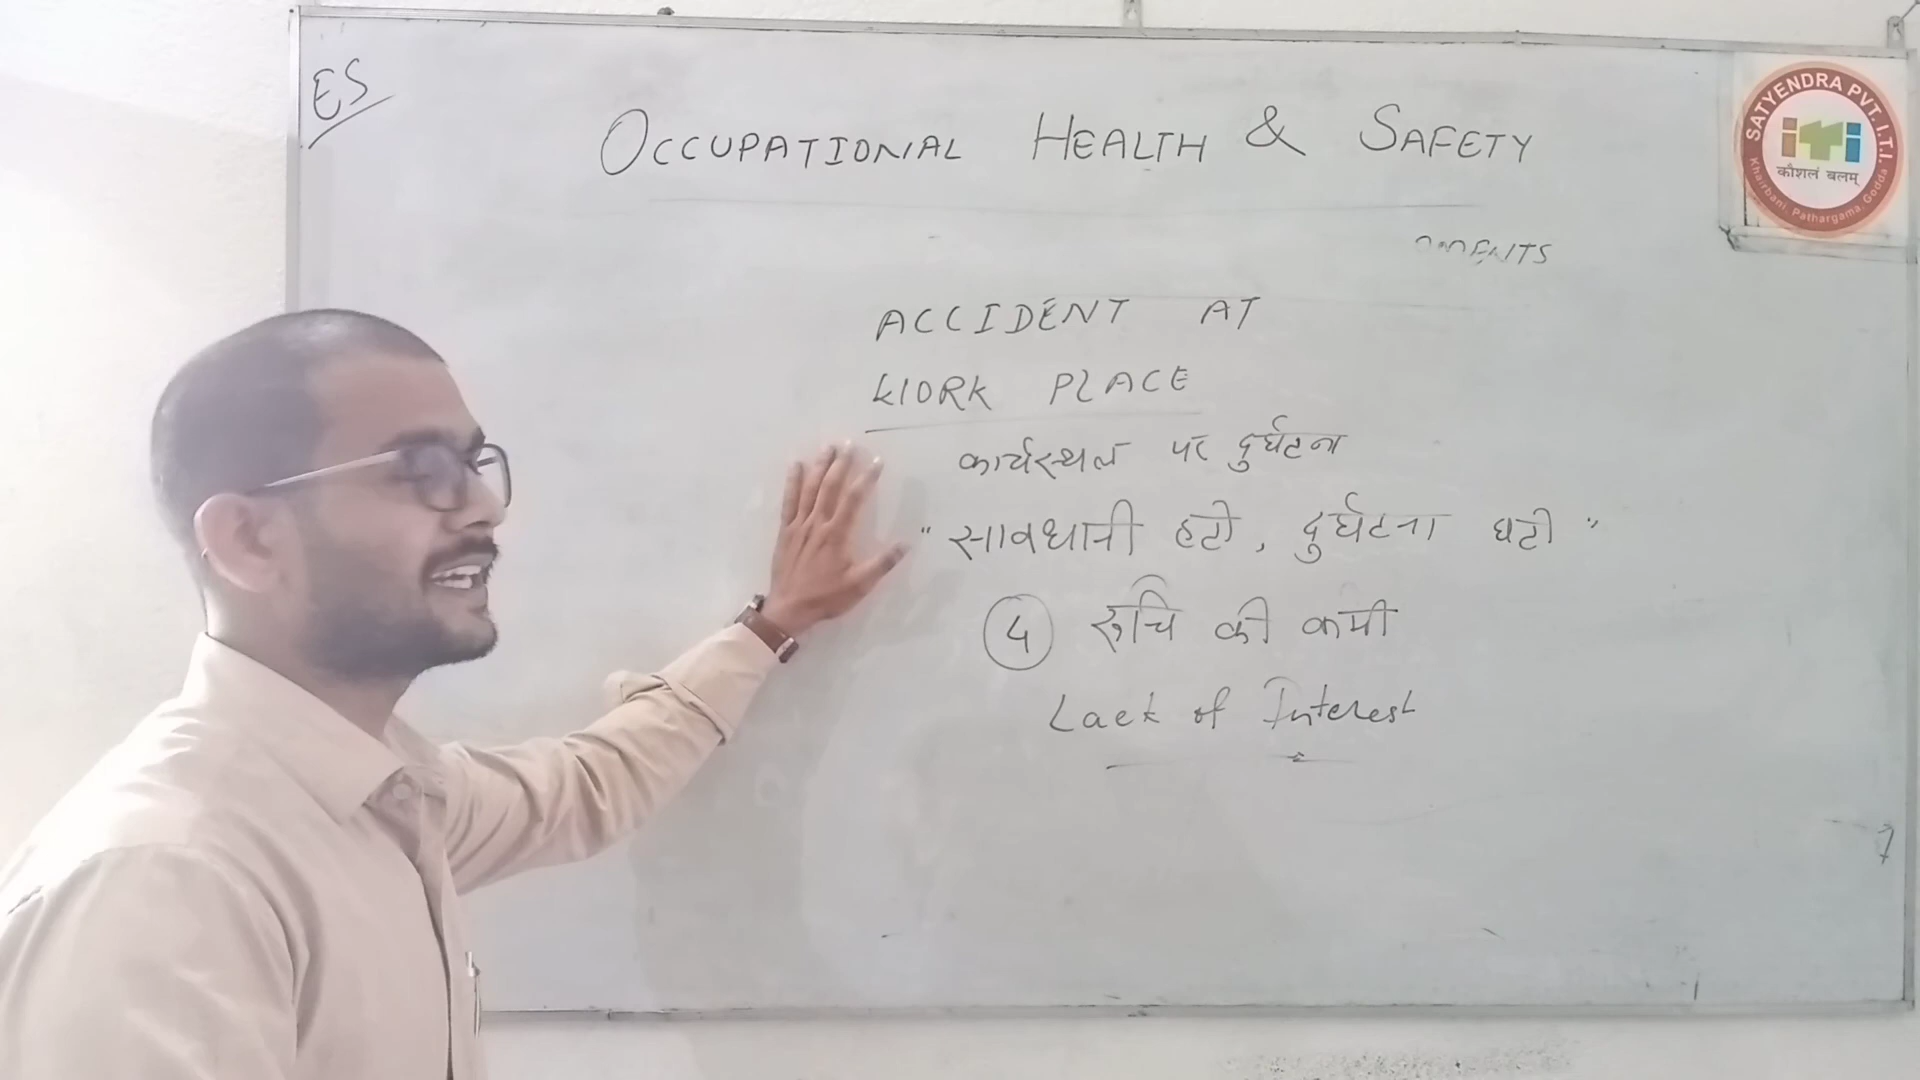 ES
OCCUPATIONAL HEALTH & SAFETY
SATYENDRA PVT. I.T.I.
iTi
कौशलं बलम्
Khairbani, Pathargama, Godda
ACCIDENT AT
WORK PLACE
कार्यस्थल पर दुर्घटना
"सावधानी हटी, दुर्घटना घटी"
4 रूचि की कमी
Lack of Interest